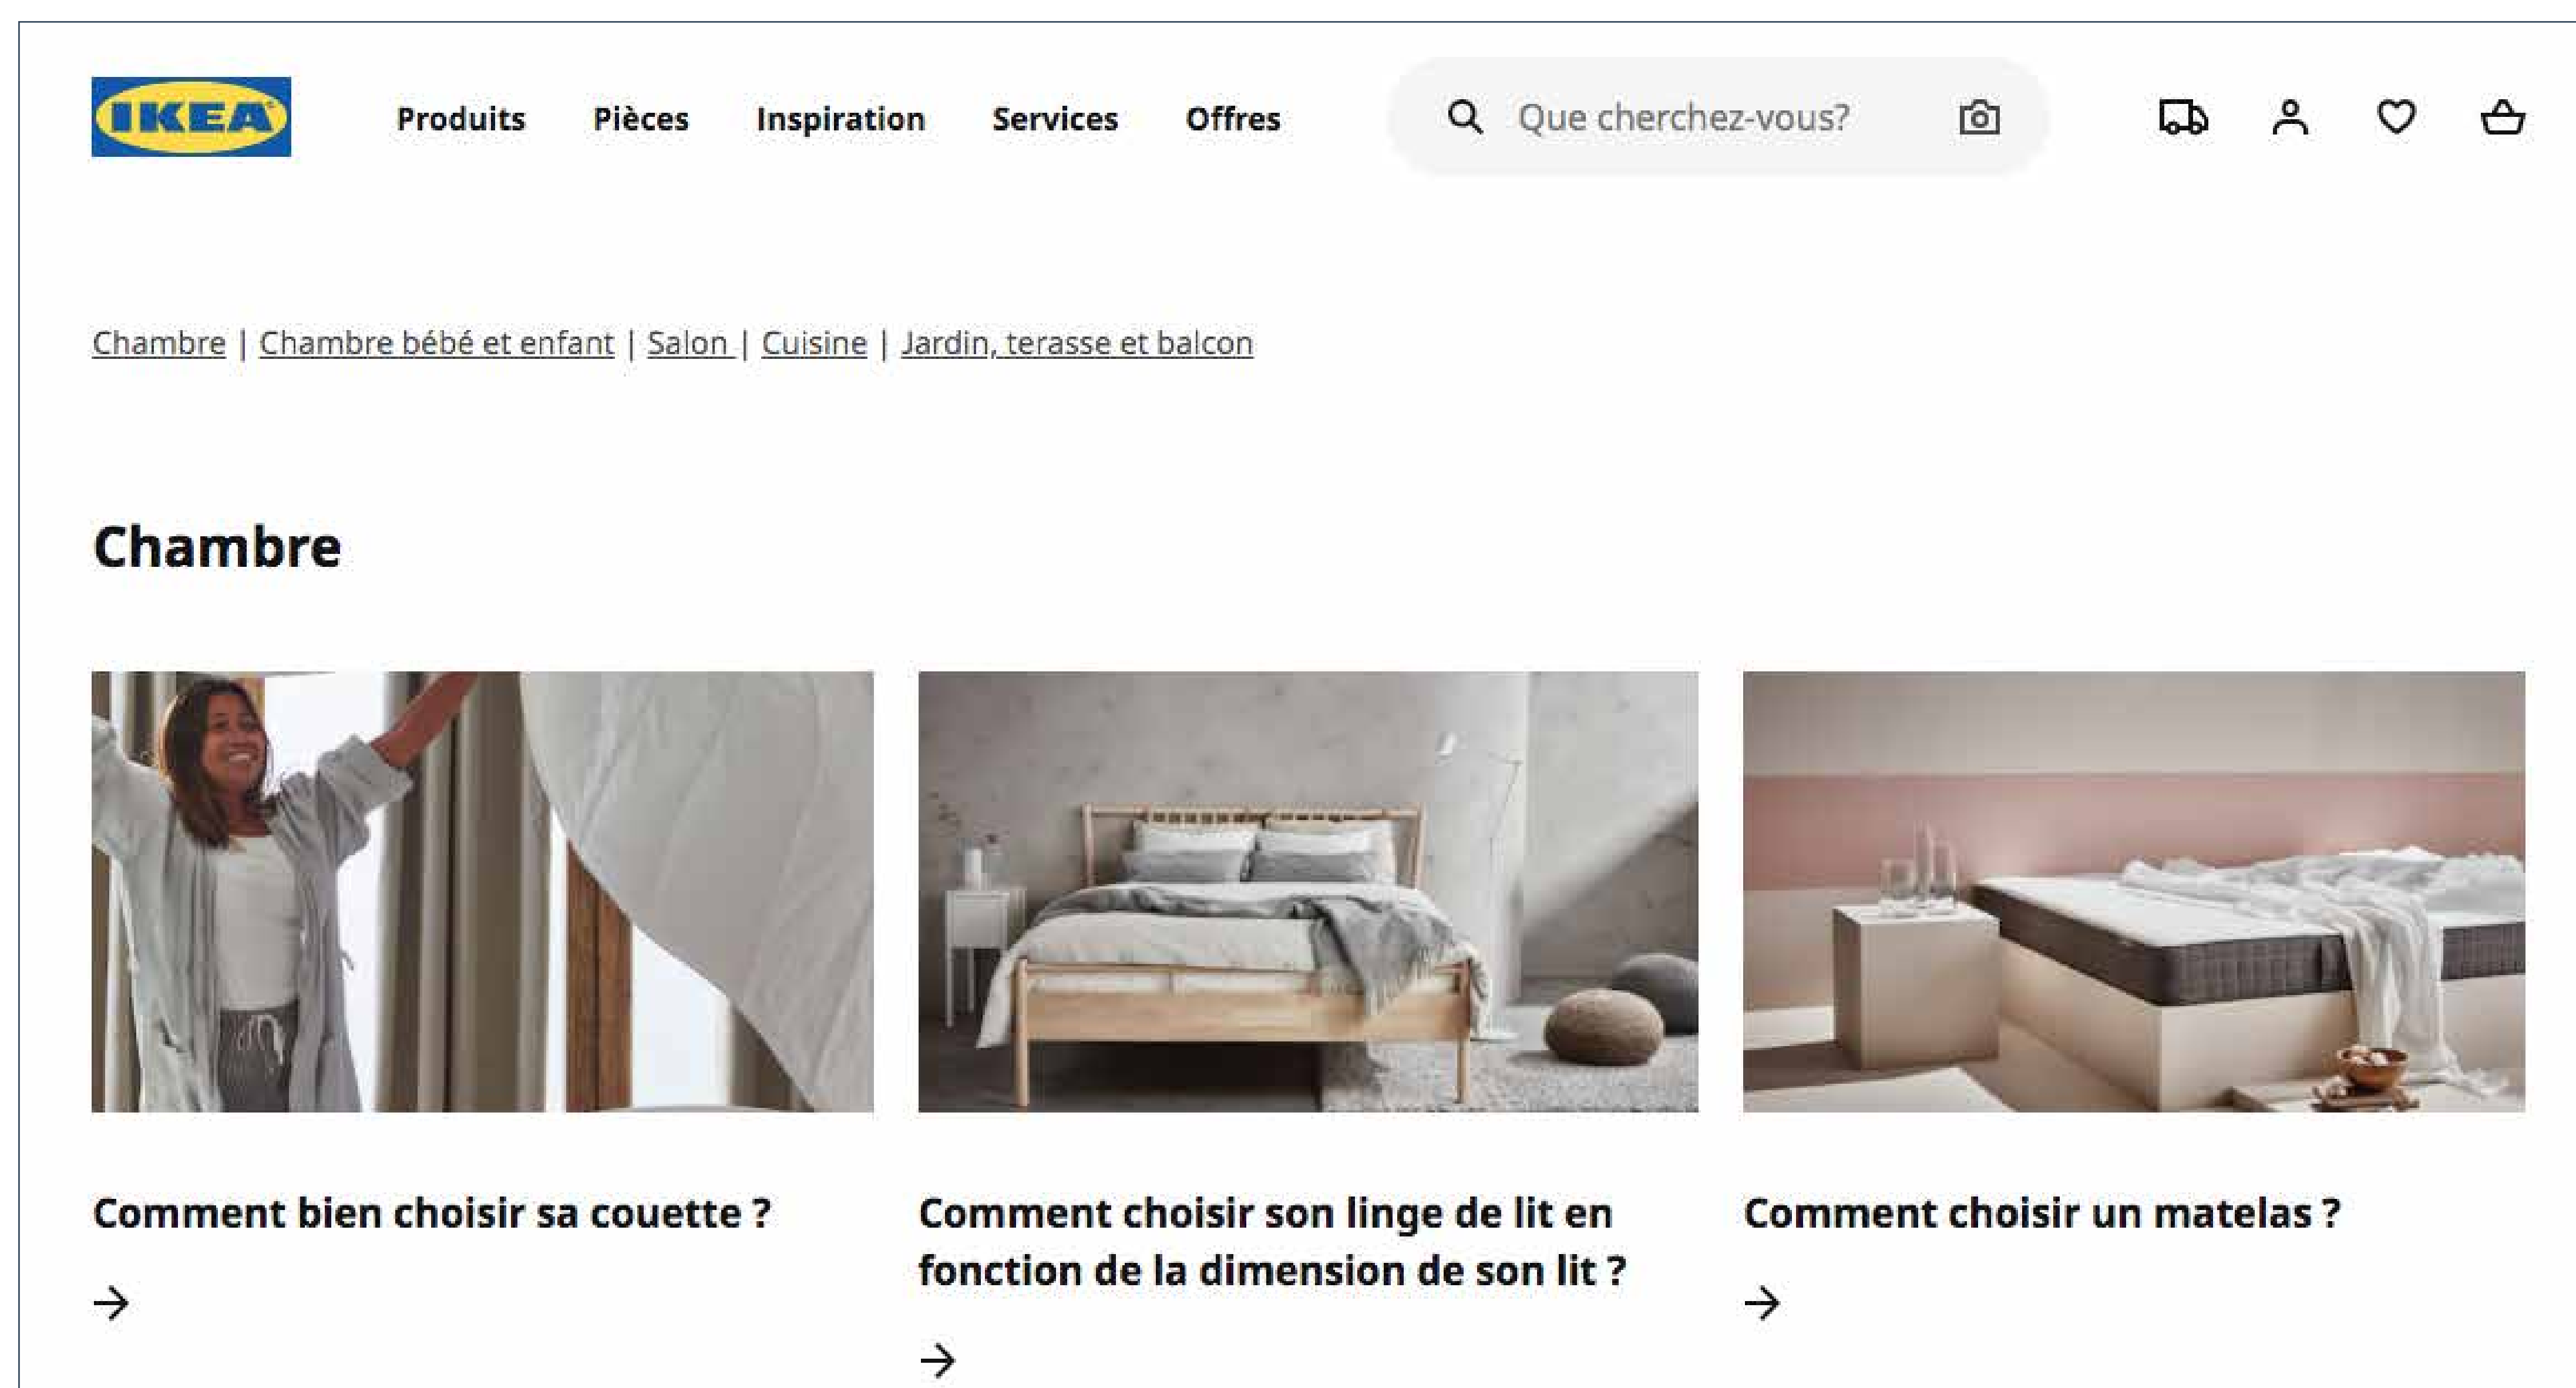 IKEA
Produits Pièces Inspiration Services Offres Que cherchez-vous?
Chambre | Chambre bébé et enfant | Salon | Cuisine | Jardin, terasse et balcon
Chambre
Comment bien choisir sa couette ?
Comment choisir son linge de lit en
fonction de la dimension de son lit ?
Comment choisir un matelas ?